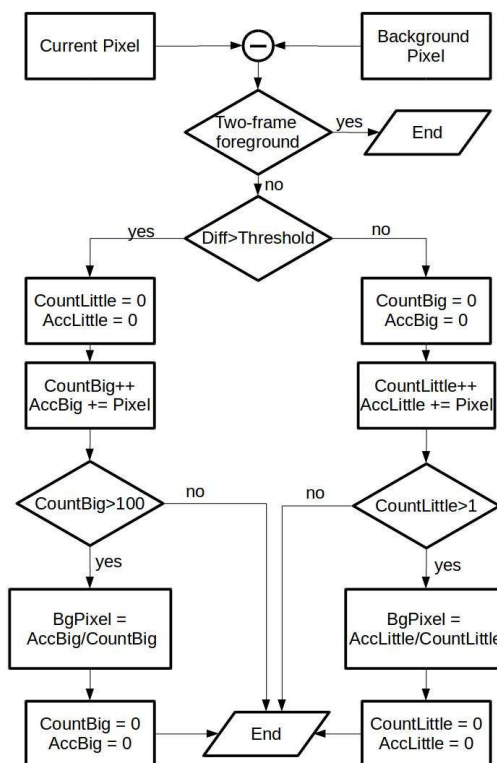 Current Pixel
Background
Pixel
Two-frame
foreground
yes
End
no
Diff>Threshold
yes
no
CountLittle = 0
AccLittle = 0
CountBig = 0
AccBig = 0
CountBig++
AccBig += Pixel
CountLittle++
AccLittle += Pixel
CountBig>100
no
no
CountLittle>1
yes
yes
BgPixel =
AccBig/CountBig
BgPixel =
AccLittle/CountLittle
CountBig = 0
AccBig = 0
End
CountLittle = 0
AccLittle = 0